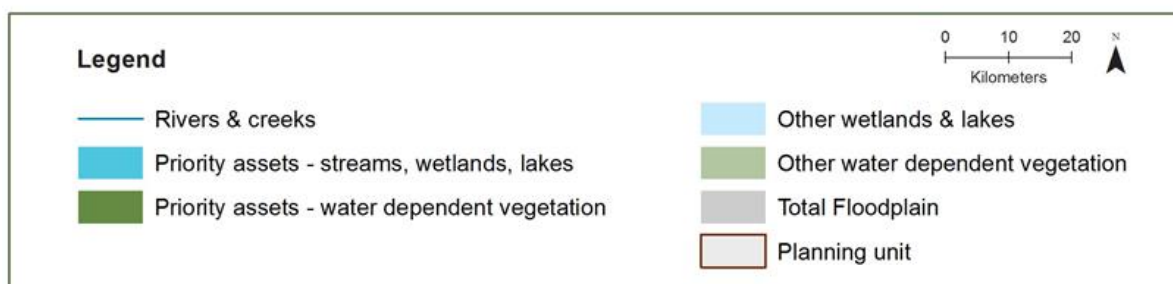 Legend
0 10 20
Kilometers
N
Rivers & creeks
Priority assets - streams, wetlands, lakes
Priority assets - water dependent vegetation
Other wetlands & lakes
Other water dependent vegetation
Total Floodplain
Planning unit